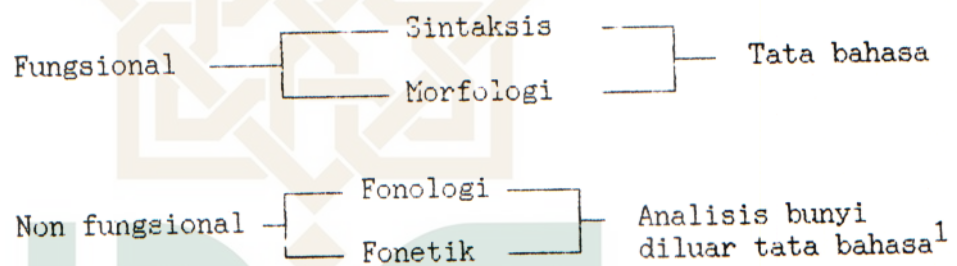 Sintaksis
Fungsional Tata bahasa
Morfologi
Fonologi
Non fungsional Analisis bunyi
diluar tata bahasa1
Fonetik